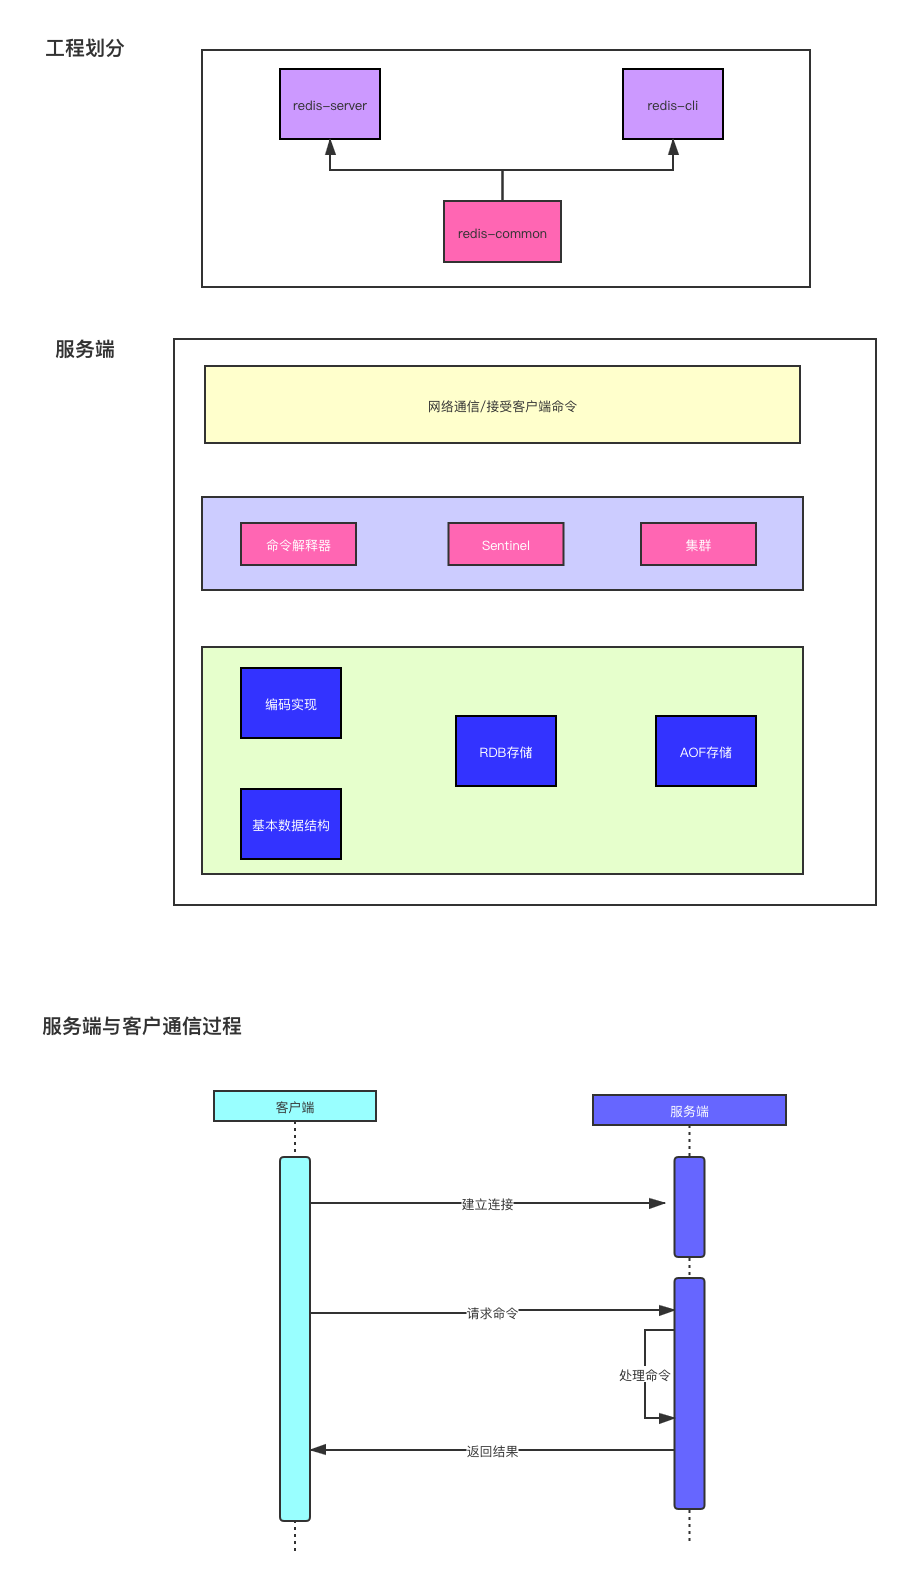 工程划分
redis-server
redis-cli
redis-common
服务端
网络通信/接受客户端命令
命令解释器
Sentinel
集群
编码实现
RDB存储
AOF存储
基本数据结构
服务端与客户通信过程
客户端
服务端
建立连接
请求命令
处理命令
返回结果